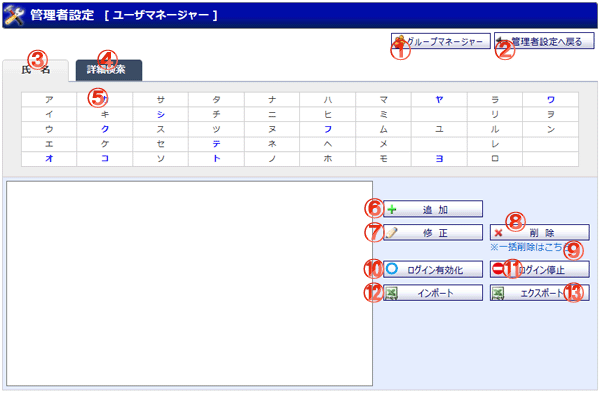 管理者設定 [ ユーザマネージャー ]
① グループマネージャー ② 管理者設定へ戻る
③ 氏 名 ④ 詳細検索
⑤
ア カ サ タ ナ ハ マ ヤ ラ ワ
イ キ シ チ ニ ヒ ミ リ ヲ
ウ ク ス ツ ヌ フ ム ユ ル ン
エ ケ セ テ ネ ヘ メ レ
オ コ ソ ト ノ ホ モ ヨ ロ
⑥ 追 加
⑦ 修 正 ⑧ 削 除
※一括削除はこちら ⑨
⑩ ログイン有効化 ⑪ ログイン停止
⑫ インポート エクスポート ⑬